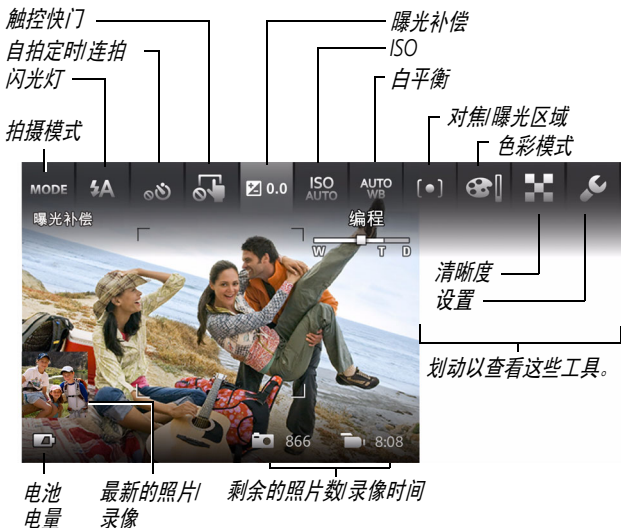 触控快门
自拍定时/连拍
闪光灯
拍摄模式
曝光补偿
ISO
白平衡
对焦/曝光区域
色彩模式
MODE
A
0.0
ISO
AUTO
AUTO
WB
曝光补偿
编程
W T D
清晰度
设置
划动以查看这些工具。
866
8:08
电池
电量
最新的照片/
录像
剩余的照片数/录像时间